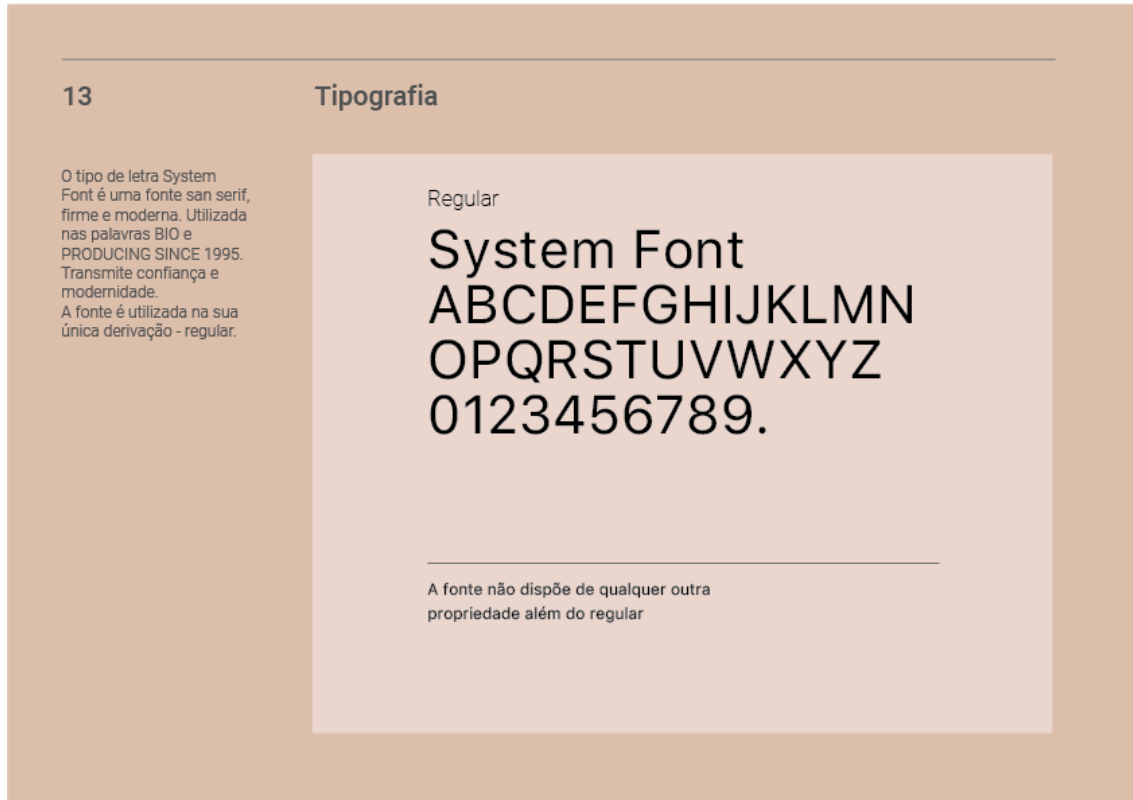 13
Tipografia
O tipo de letra System
Font é uma fonte san serif,
firme e moderna. Utilizada
nas palavras BIO e
PRODUCING SINCE 1995.
Transmite confiança e
modernidade.
A fonte é utilizada na sua
única derivação - regular.
Regular
System Font
ABCDEFGHIJKLMN
OPQRSTUVWXYZ
0123456789.
A fonte não dispõe de qualquer outra
propriedade além do regular